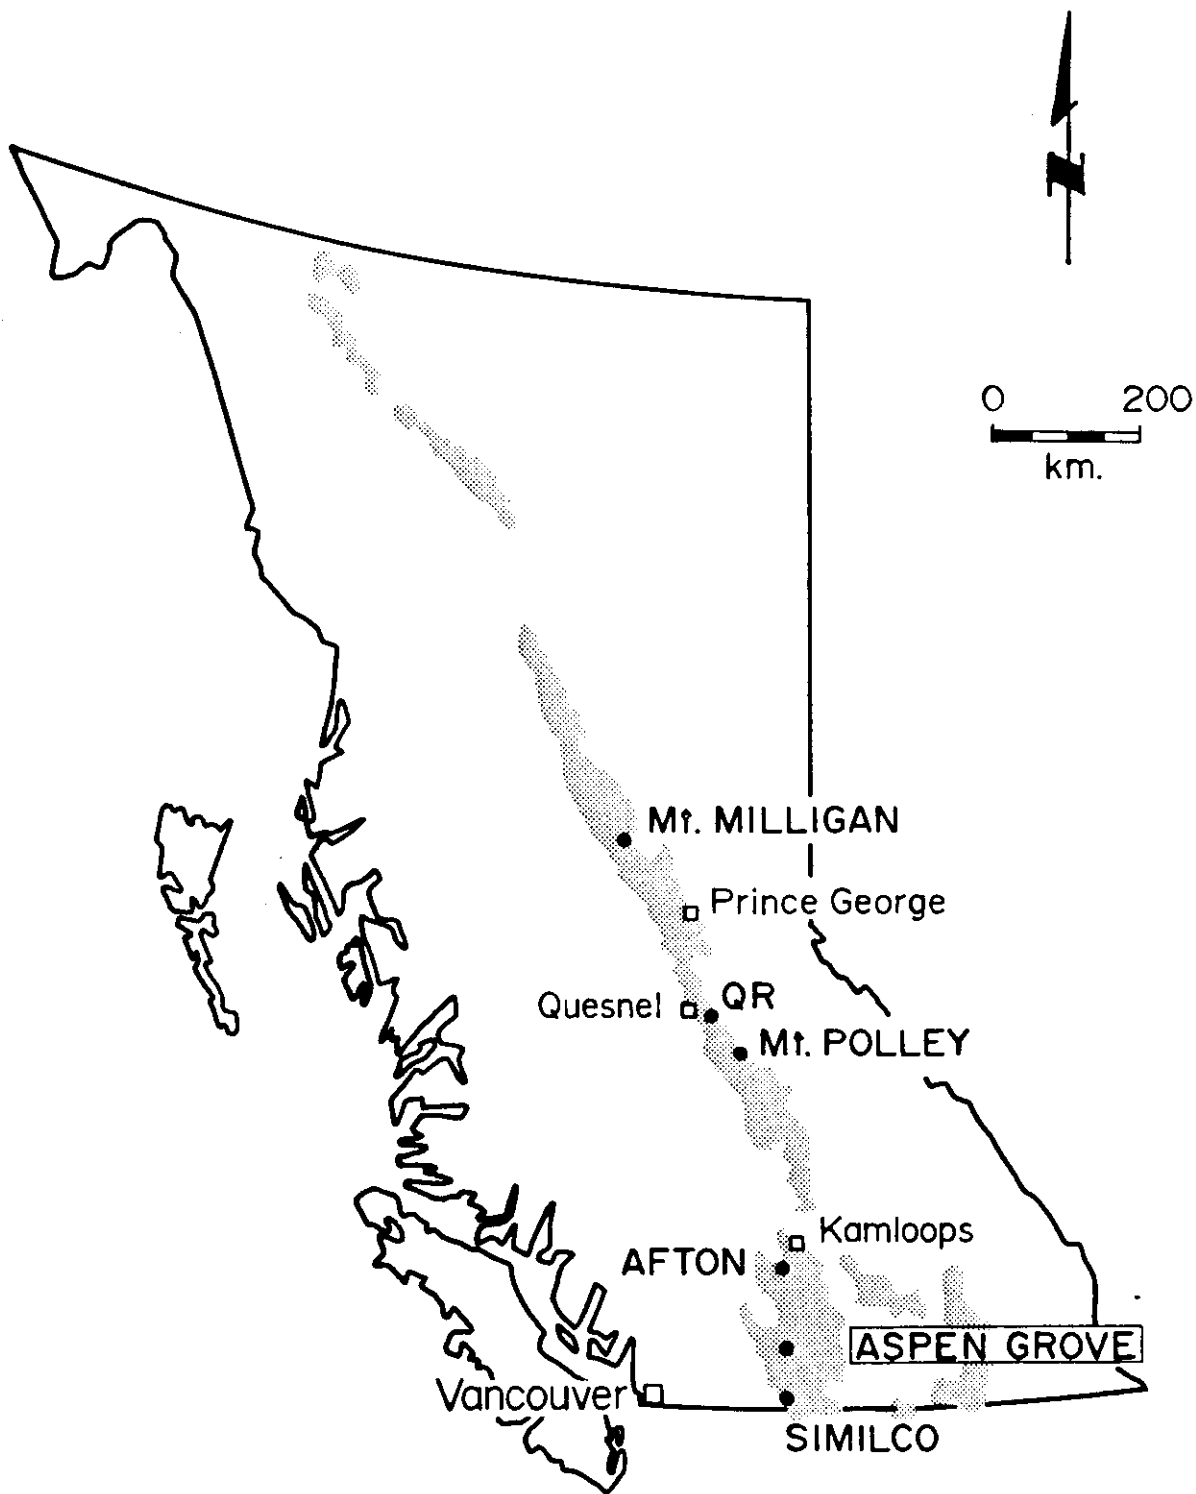 N
0 200
km.
Mt. MILLIGAN
Prince George
Quesnel
QR
Mt. POLLEY
Kamloops
AFTON
ASPEN GROVE
Vancouver
SIMILCO